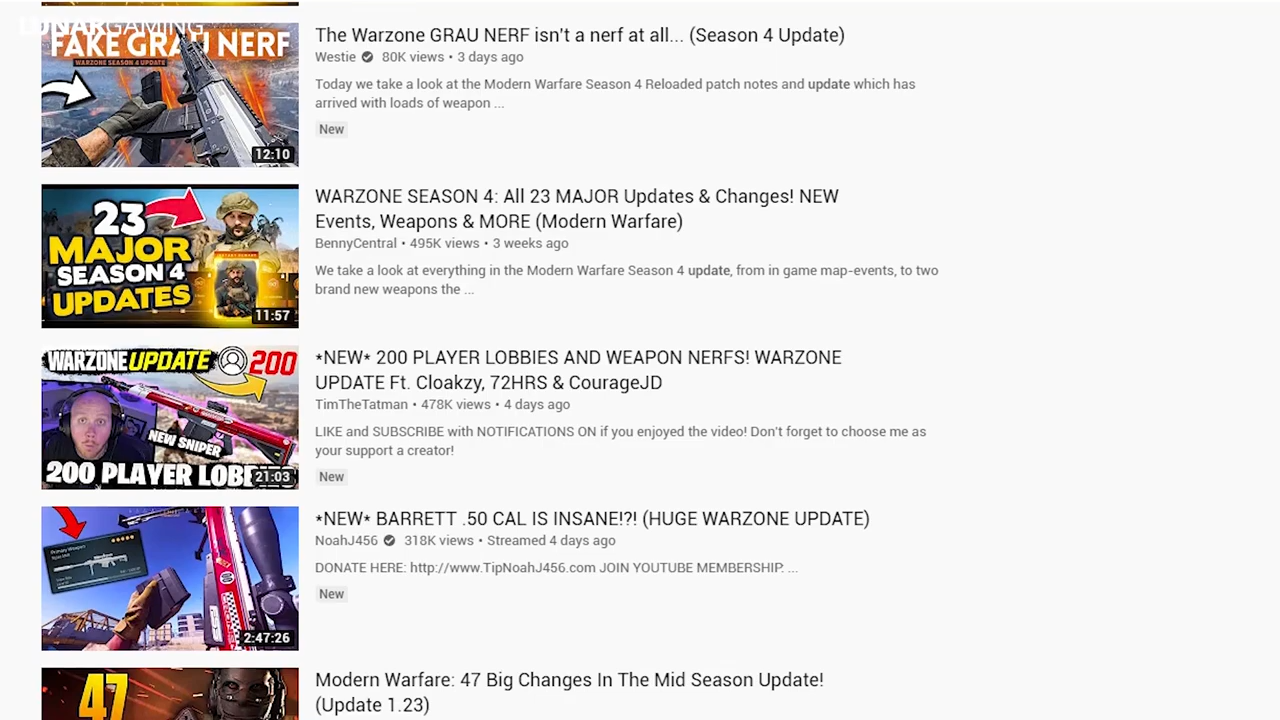 LUNAR GAMING
FAKE GRAU NERF
WARZONE SEASON 4 UPDATE
12:10
The Warzone GRAU NERF isn't a nerf at all... (Season 4 Update)
Westie 80K views • 3 days ago
Today we take a look at the Modern Warfare Season 4 Reloaded patch notes and update which has
arrived with loads of weapon ...
New
23
MAJOR
SEASON 4
UPDATES
11:57
WARZONE SEASON 4: All 23 MAJOR Updates & Changes! NEW
Events, Weapons & MORE (Modern Warfare)
BennyCentral • 495K views • 3 weeks ago
We take a look at everything in the Modern Warfare Season 4 update, from in game map-events, to two
brand new weapons the ...
WARZONE UPDATE 200
NEW SNIPER
200 PLAYER LOBBIES
21:03
*NEW* 200 PLAYER LOBBIES AND WEAPON NERFS! WARZONE
UPDATE Ft. Cloakzy, 72HRS & CourageJD
TimTheTatman • 478K views • 4 days ago
LIKE and SUBSCRIBE with NOTIFICATIONS ON if you enjoyed the video! Don't forget to choose me as
your support a creator!
New
Primary Weapon
2:47:26
*NEW* BARRETT .50 CAL IS INSANE!?! (HUGE WARZONE UPDATE)
NoahJ456 318K views • Streamed 4 days ago
DONATE HERE: http://www.TipNoahJ456.com JOIN YOUTUBE MEMBERSHIP: ...
New
47
Modern Warfare: 47 Big Changes In The Mid Season Update!
(Update 1.23)